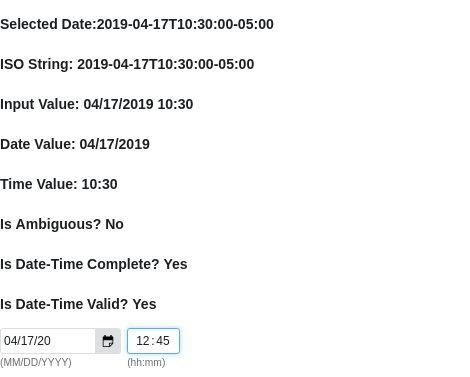 Selected Date:2019-04-17T10:30:00-05:00
ISO String: 2019-04-17T10:30:00-05:00
Input Value: 04/17/2019 10:30
Date Value: 04/17/2019
Time Value: 10:30
Is Ambiguous? No
Is Date-Time Complete? Yes
Is Date-Time Valid? Yes
04/17/20 12:45
(MM/DD/YYYY) (hh:mm)